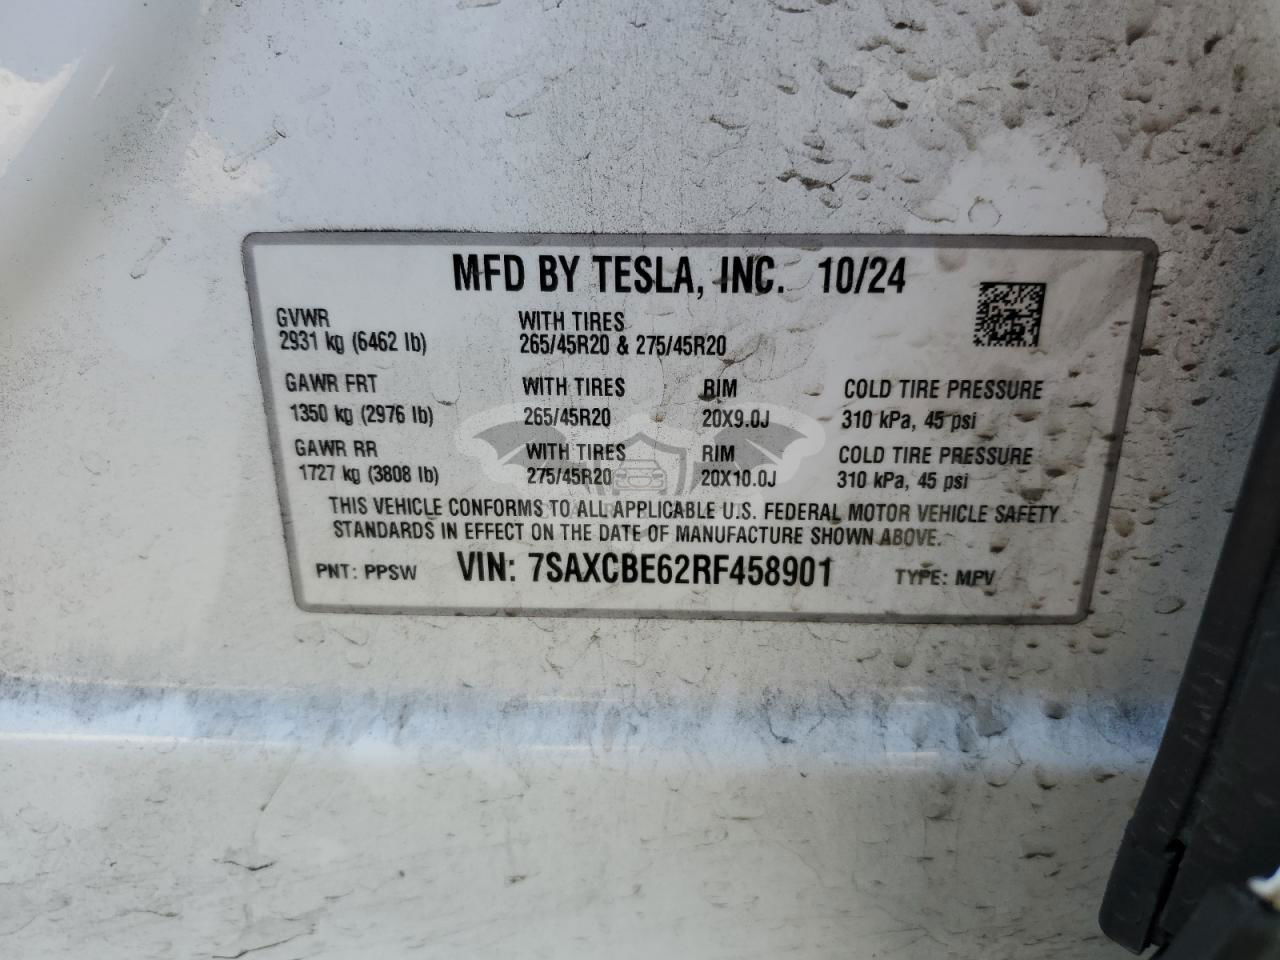 MFD BY TESLA, INC. 10/24
GVWR WITH TIRES
2931 kg (6462 lb) 265/45R20 & 275/45R20
GAWR FRT WITH TIRES RIM COLD TIRE PRESSURE
1350 kg (2976 lb) 265/45R20 20X9.0J 310 kPa, 45 psi
GAWR RR WITH TIRES RIM COLD TIRE PRESSURE
1727 kg (3808 lb) 275/45R20 20X10.0J 310 kPa, 45 psi
THIS VEHICLE CONFORMS TO ALL APPLICABLE U.S. FEDERAL MOTOR VEHICLE SAFETY
STANDARDS IN EFFECT ON THE DATE OF MANUFACTURE SHOWN ABOVE.
PNT: PPSW VIN: 7SAXCBE62RF458901 TYPE: MPV